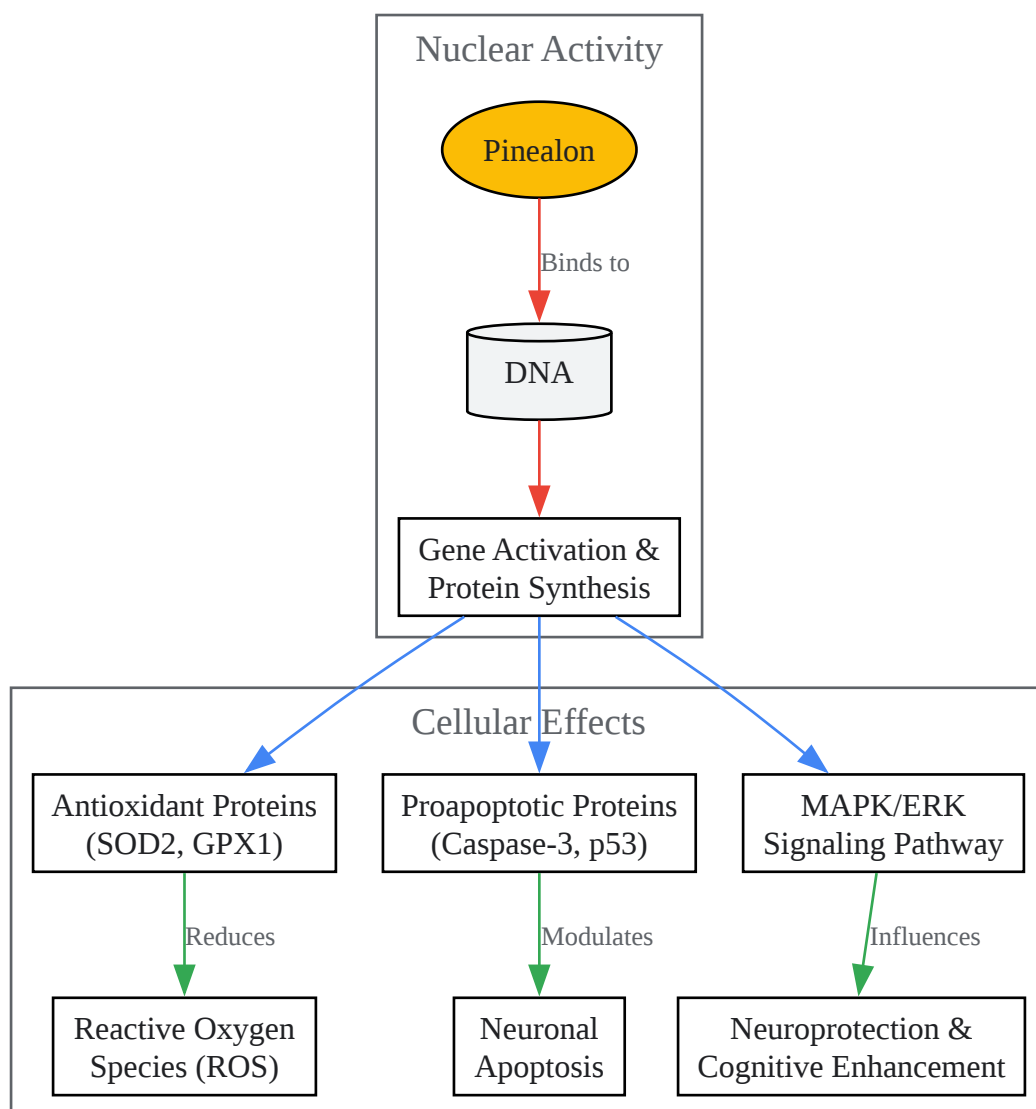 Nuclear Activity
Pinealon
Binds to
DNA
Gene Activation &
Protein Synthesis
Cellular Effects
Antioxidant Proteins
(SOD2, GPX1)
Proapoptotic Proteins
(Caspase-3, p53)
MAPK/ERK
Signaling Pathway
Reduces
Modulates
Influences
Reactive Oxygen
Species (ROS)
Neuronal
Apoptosis
Neuroprotection &
Cognitive Enhancement